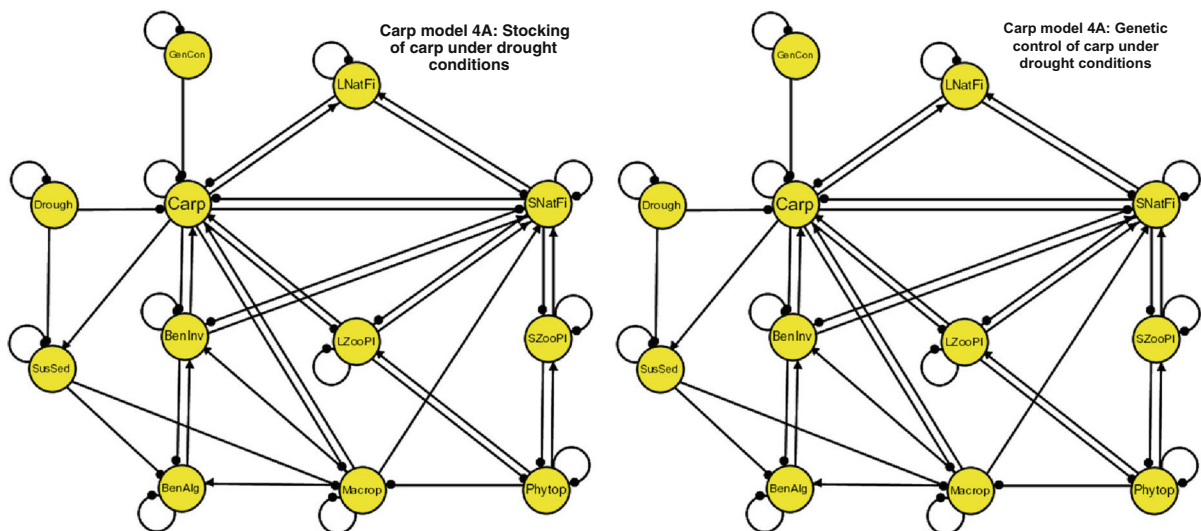 Carp model 4A: Stocking
of carp under drought
conditions
GenCon
LNatFi
Drough
Carp
SNatFi
BenInv
LZooPl
SZooPl
SusSed
BenAlg
Macrop
Phytop
Carp model 4A: Genetic
control of carp under
drought conditions
GenCon
LNatFi
Drough
Carp
SNatFi
BenInv
LZooPl
SZooPl
SusSed
BenAlg
Macrop
Phytop